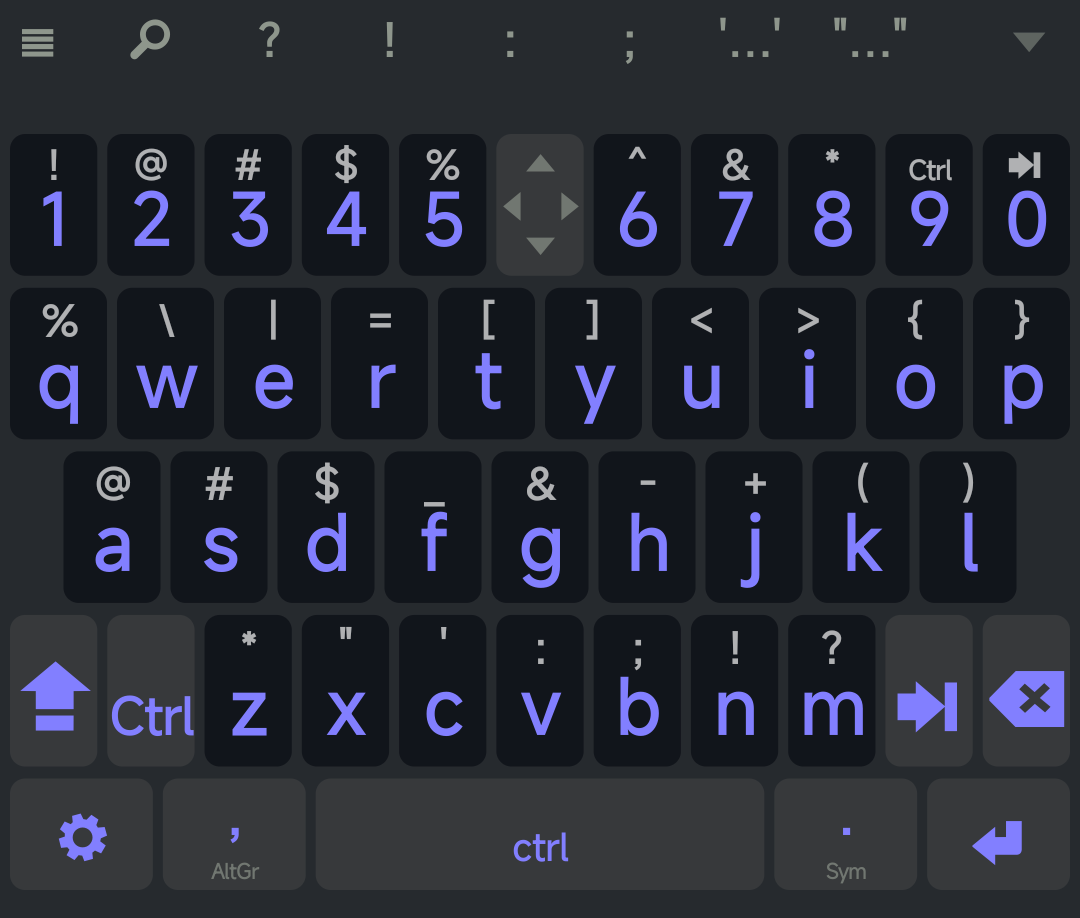 ? ! : ; '...' "..."
! @ # $ % ^ & * Ctrl
1 2 3 4 5 6 7 8 9 0
% \ | = [ ] < > { }
q w e r t y u i o p
@ # $ _ & - + ( )
a s d f g h j k l
* " ' : ; ! ?
Ctrl z x c v b n m
, ctrl .
AltGr Sym